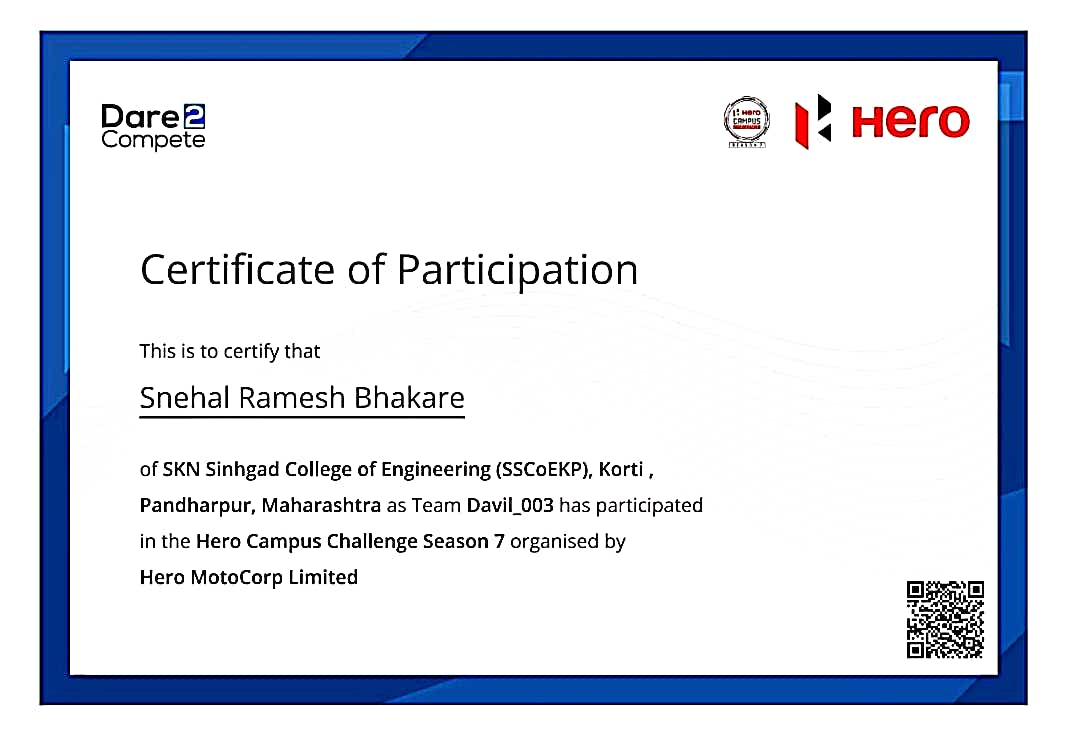 Dare2
Compete
Hero
CAMPUS
SEASON 7
Hero
Certificate of Participation
This is to certify that
Snehal Ramesh Bhakare
of SKN Sinhgad College of Engineering (SSCoEKP), Korti ,
Pandharpur, Maharashtra as Team Davil_003 has participated
in the Hero Campus Challenge Season 7 organised by
Hero MotoCorp Limited